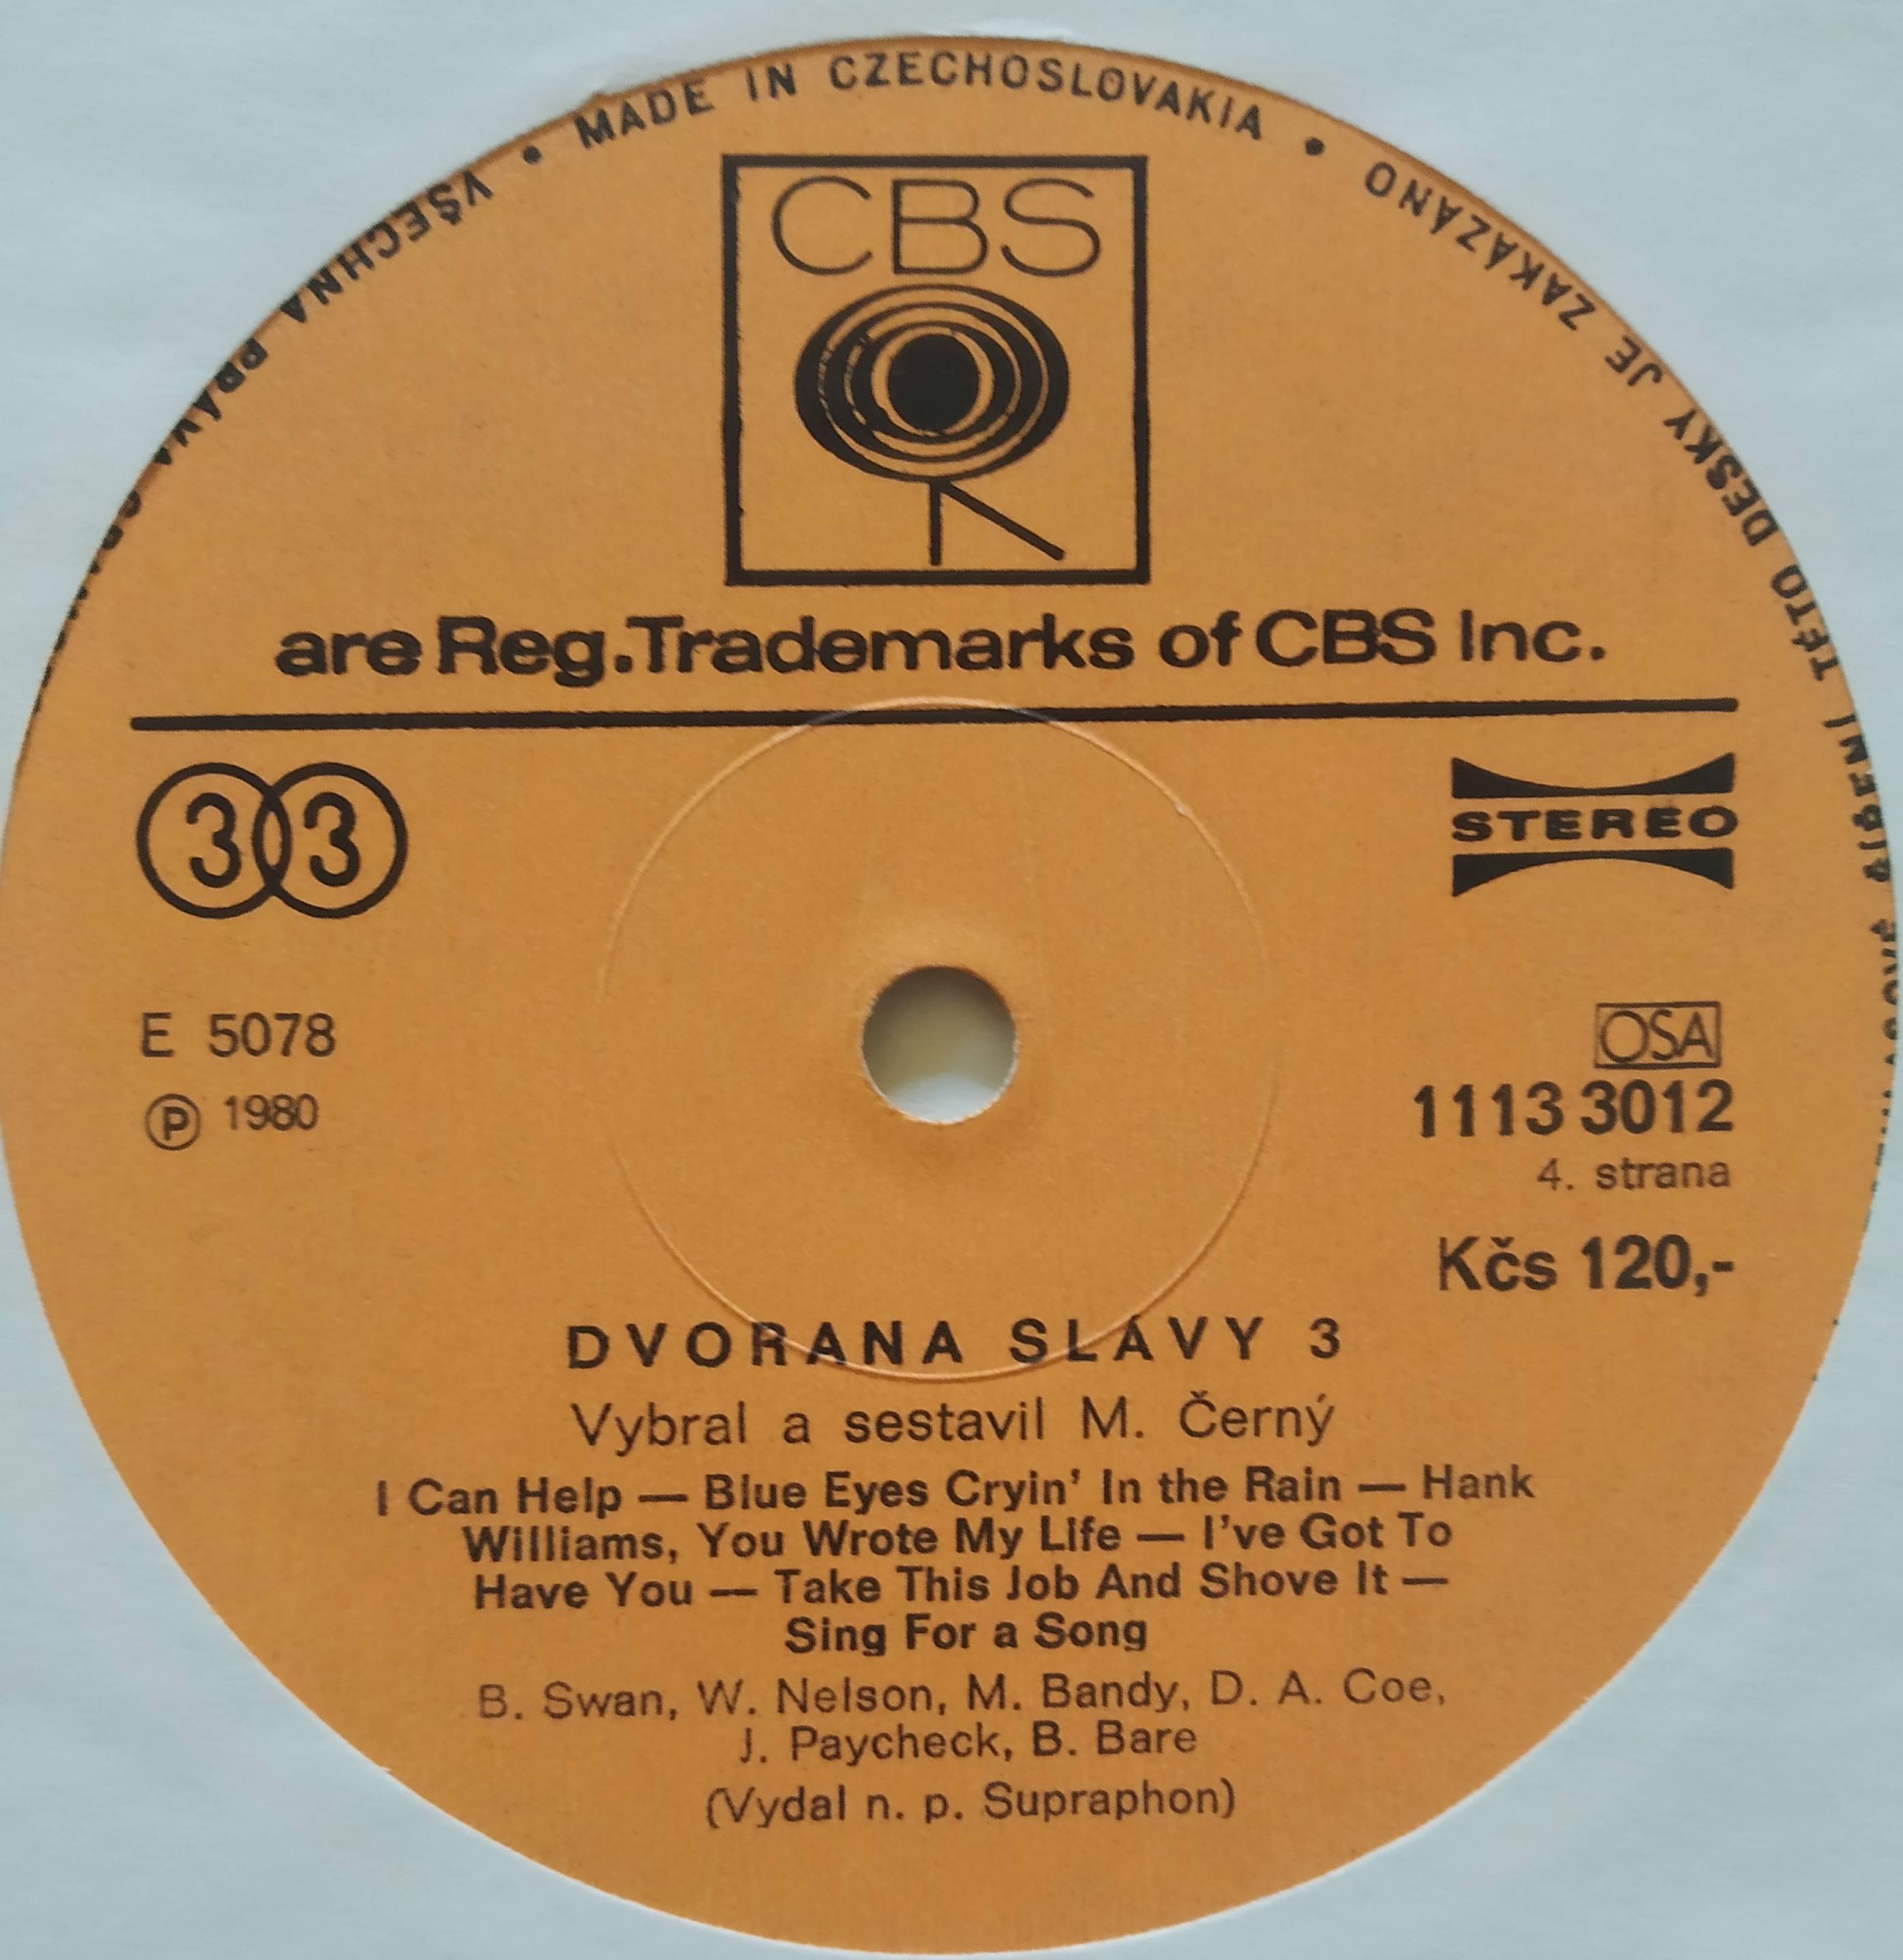 • MADE IN CZECHOSLOVAKIA •
VŠECHNA PRÁVA
TÉTO DESKY JE ZAKÁZÁNO
CBS
are Reg.Trademarks of CBS Inc.
33
STEREO
E 5078
OSA
Ⓟ 1980
1113 3012
4. strana
Kčs 120,-
DVORANA SLÁVY 3
Vybral a sestavil M. Černý
I Can Help — Blue Eyes Cryin' In the Rain — Hank
Williams, You Wrote My Life — I've Got To
Have You — Take This Job And Shove It —
Sing For a Song
B. Swan, W. Nelson, M. Bandy, D. A. Coe,
J. Paycheck, B. Bare
(Vydal n. p. Supraphon)